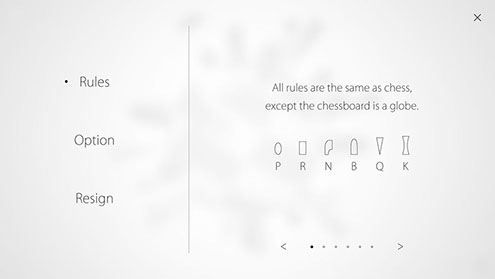 Rules
Option
Resign
All rules are the same as chess,
except the chessboard is a globe.
P R N B Q K